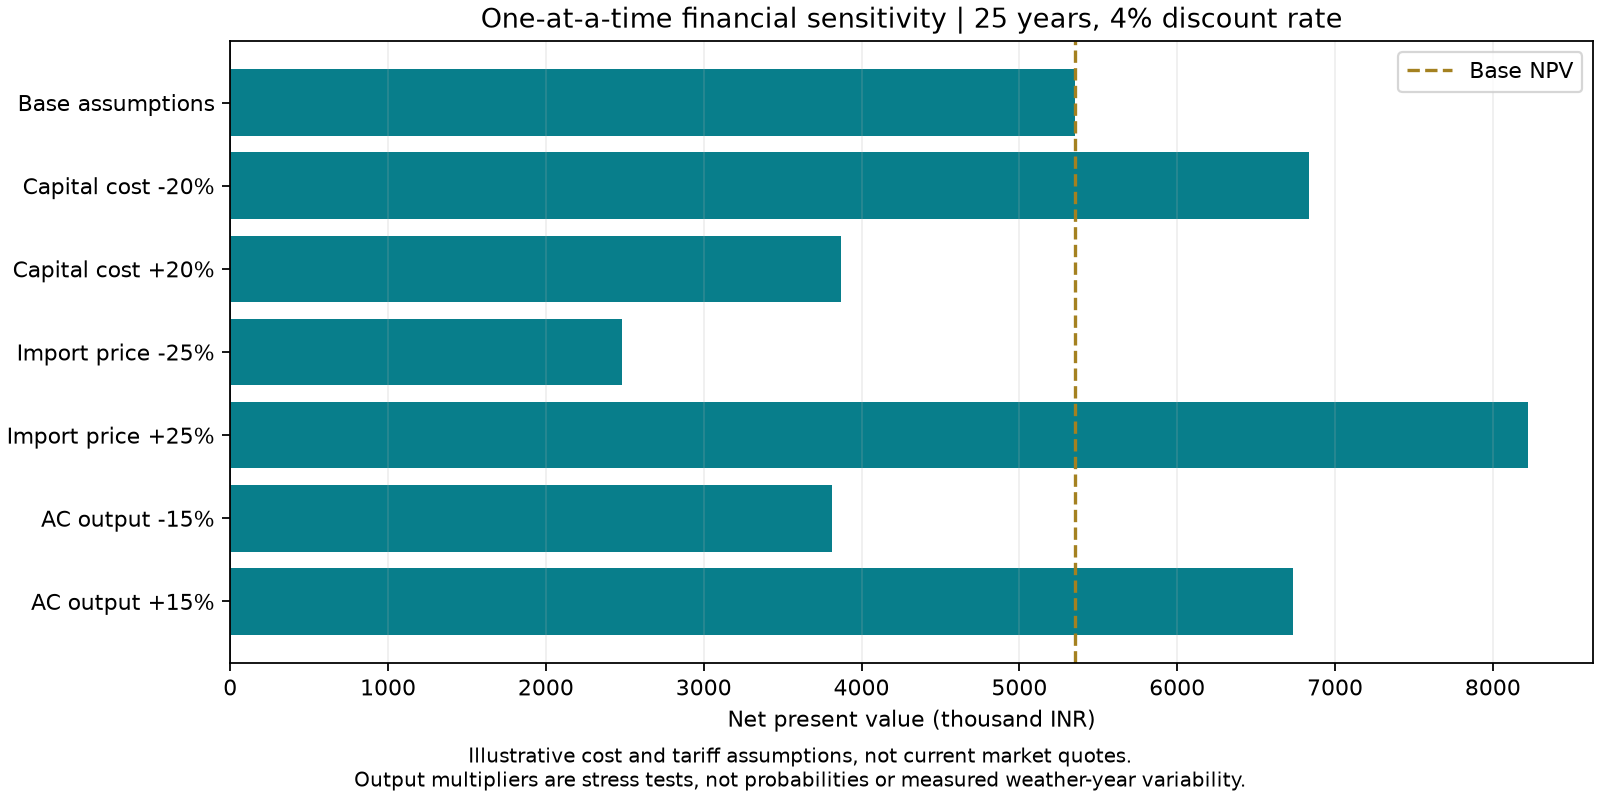 One-at-a-time financial sensitivity | 25 years, 4% discount rate
Base NPV
Base assumptions
Capital cost -20%
Capital cost +20%
Import price -25%
Import price +25%
AC output -15%
AC output +15%
0 1000 2000 3000 4000 5000 6000 7000 8000
Net present value (thousand INR)
Illustrative cost and tariff assumptions, not current market quotes.
Output multipliers are stress tests, not probabilities or measured weather-year variability.